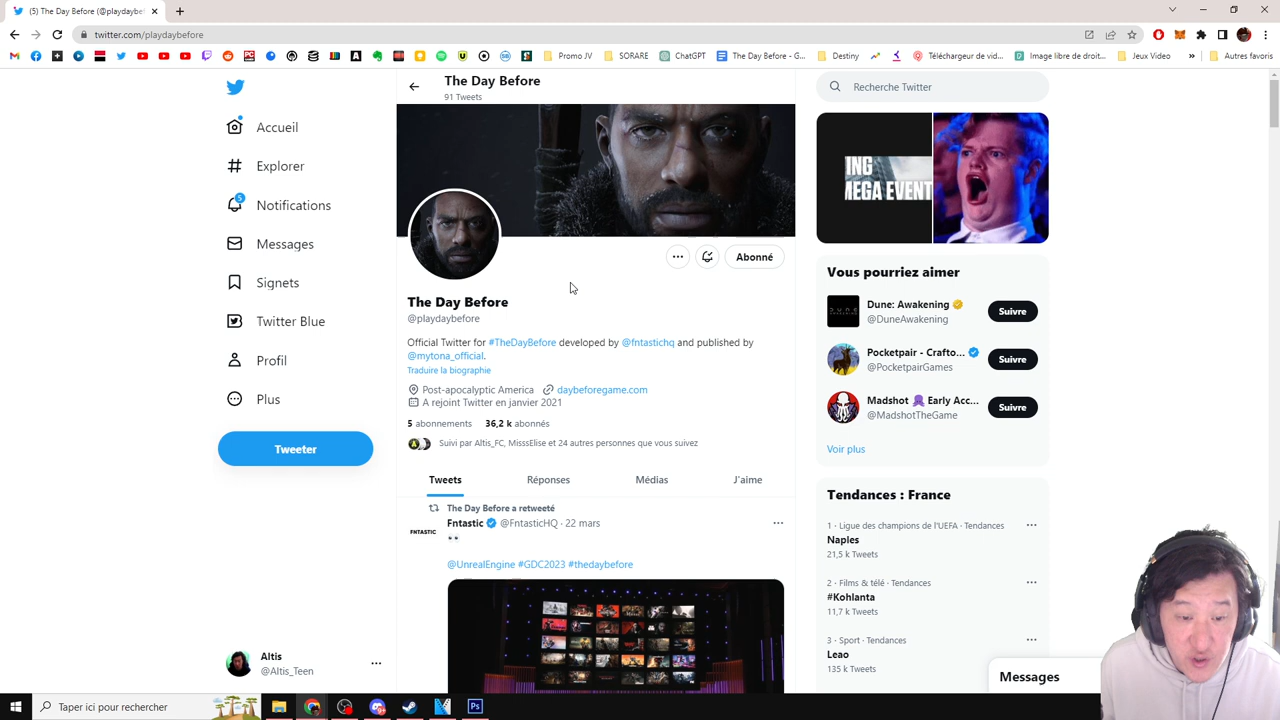 (5) The Day Before (@playdaybef
twitter.com/playdaybefore
Promo JV
SORARE
ChatGPT
The Day Before - G...
Destiny
Téléchargeur de vid...
Image libre de droit...
Jeux Video
»
Autres favoris
The Day Before
91 Tweets
Recherche Twitter
ING
MEGA EVENT
Accueil
Explorer
5
Notifications
Messages
Signets
Twitter Blue
Profil
Plus
Tweeter
Abonné
The Day Before
@playdaybefore
Official Twitter for #TheDayBefore developed by @fntastichq and published by
@mytona_official.
Traduire la biographie
Post-apocalyptic America
daybeforegame.com
A rejoint Twitter en janvier 2021
5 abonnements 36,2 k abonnés
Suivi par Altis_FC, MisssElise et 24 autres personnes que vous suivez
Tweets
Réponses
Médias
J'aime
The Day Before a retweeté
Fntastic @FntasticHQ · 22 mars
FNTASTIC
@UnrealEngine #GDC2023 #thedaybefore
Vous pourriez aimer
DUNE
Dune: Awakening
@DuneAwakening
Suivre
Pocketpair - Crafto...
@PocketpairGames
Suivre
Madshot Early Acc...
@MadshotTheGame
Suivre
Voir plus
Tendances : France
1 · Ligue des champions de l'UEFA · Tendances
Naples
21,5 k Tweets
2 · Films & télé · Tendances
#Kohlanta
11,7 k Tweets
3 · Sport · Tendances
Leao
135 k Tweets
Messages
Altis
@Altis_Teen
Taper ici pour rechercher
Ps